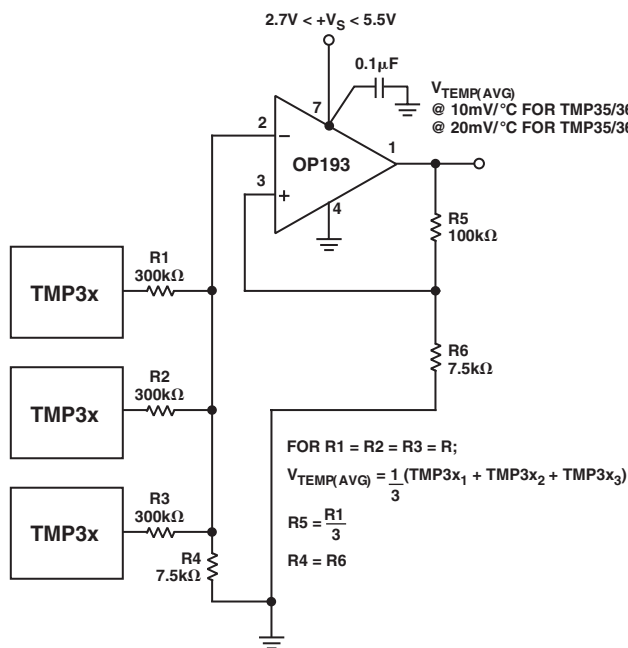 2.7V < +VS < 5.5V
0.1µF
VTEMP(AVG)
@ 10mV/°C FOR TMP35/36
@ 20mV/°C FOR TMP35/36
7
2
−
OP193
1
3
+
4
R5
100kΩ
R1
300kΩ
TMP3x
R6
7.5kΩ
R2
300kΩ
TMP3x
FOR R1 = R2 = R3 = R;
VTEMP(AVG) = 1/3 (TMP3x1 + TMP3x2 + TMP3x3)
R3
300kΩ
TMP3x
R5 = R1/3
R4
7.5kΩ
R4 = R6